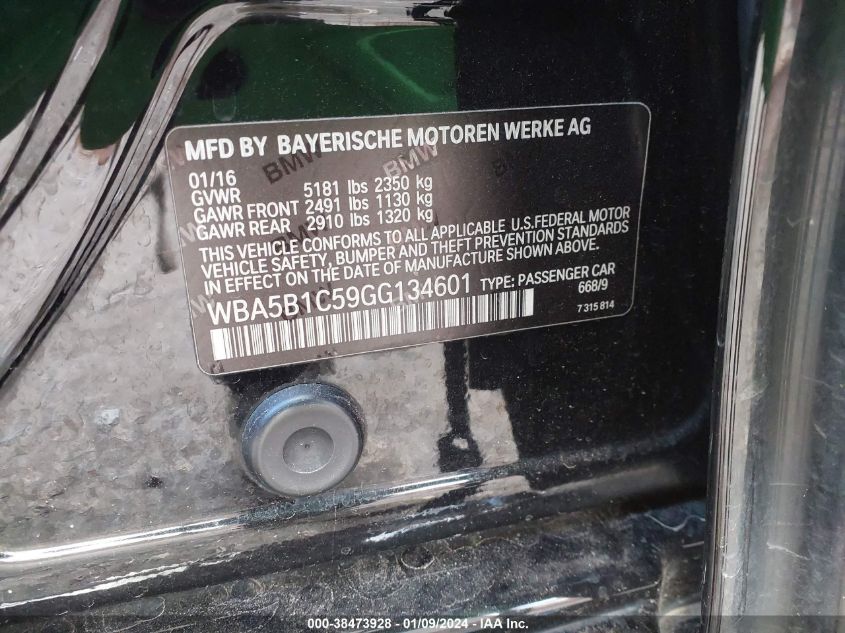 MFD BY BAYERISCHE MOTOREN WERKE AG
01/16
GVWR 5181 lbs 2350 kg
GAWR FRONT 2491 lbs 1130 kg
GAWR REAR 2910 lbs 1320 kg
THIS VEHICLE CONFORMS TO ALL APPLICABLE U.S.FEDERAL MOTOR
VEHICLE SAFETY, BUMPER AND THEFT PREVENTION STANDARDS
IN EFFECT ON THE DATE OF MANUFACTURE SHOWN ABOVE.
WBA5B1C59GG134601 TYPE: PASSENGER CAR
668/9
7 315 814
000-38473928 - 01/09/2024 - © IAA Inc.